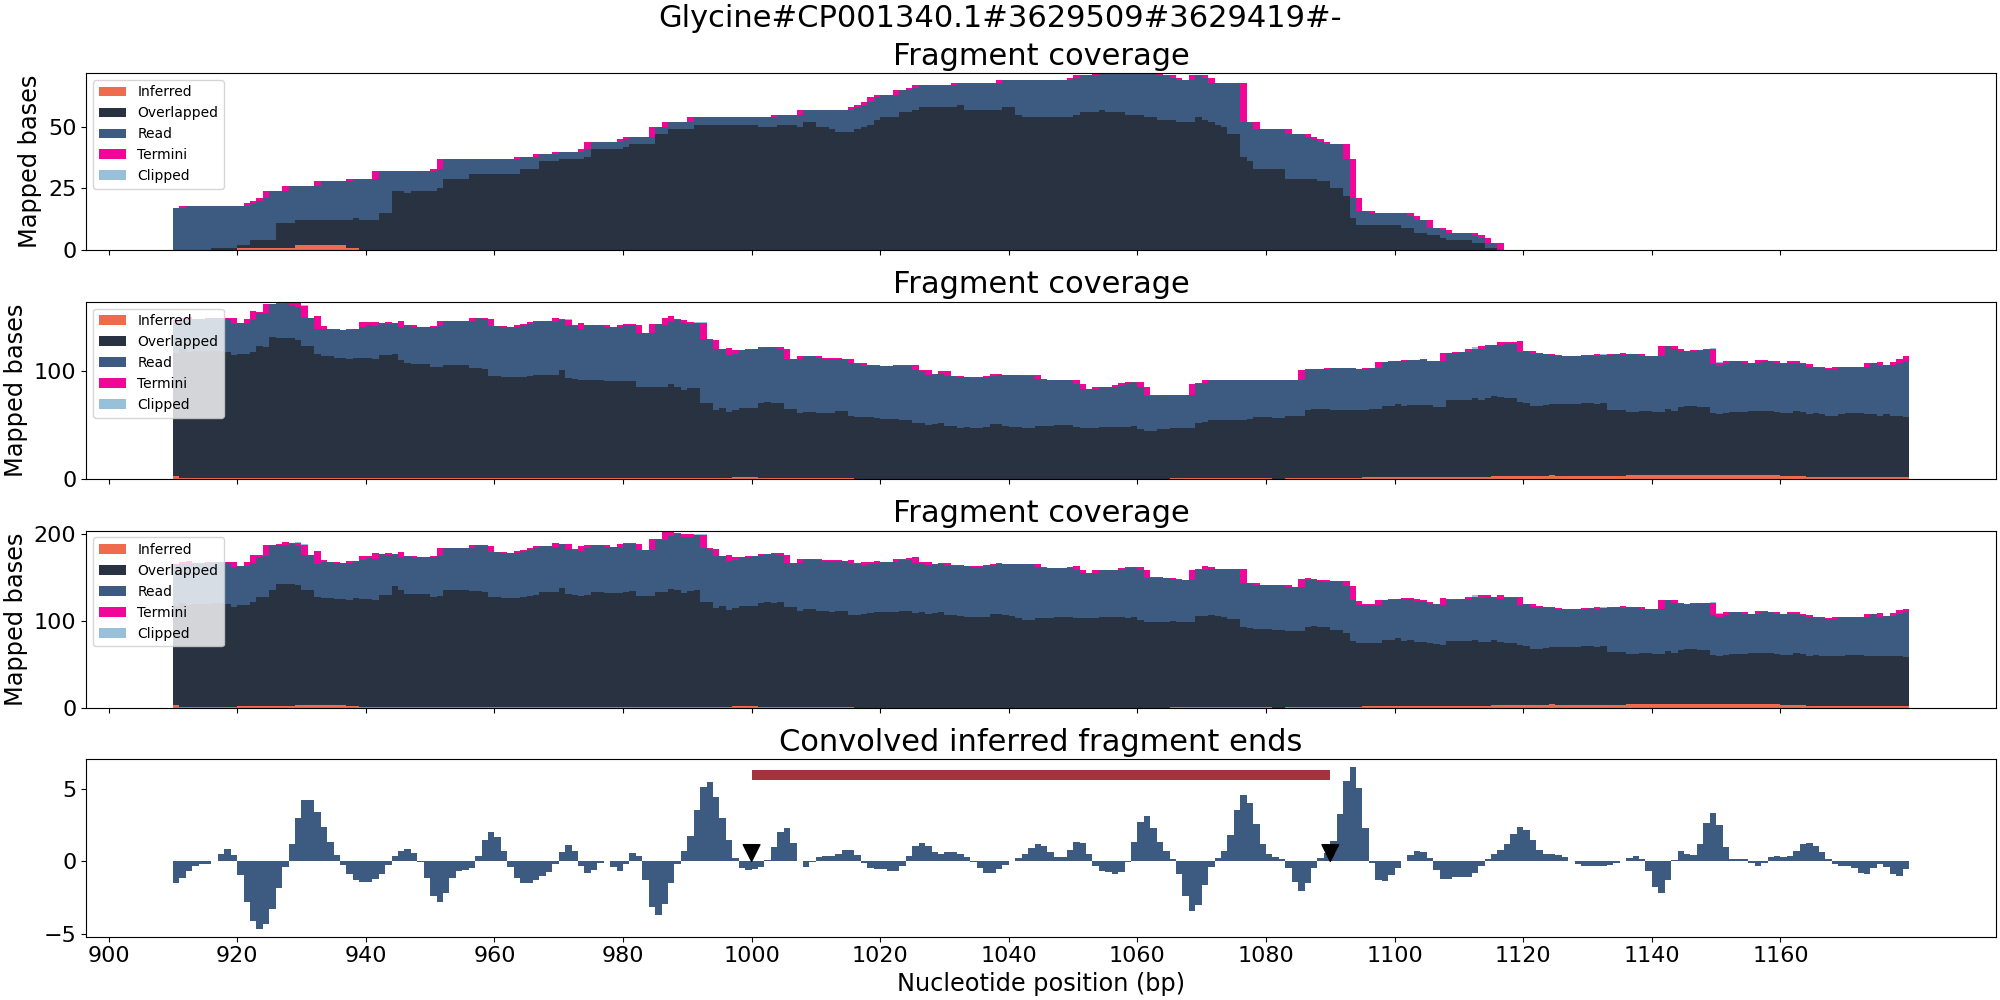 Glycine#CP001340.1#3629509#3629419#-
Fragment coverage
Mapped bases
50
25
0
Inferred
Overlapped
Read
Termini
Clipped
Fragment coverage
Mapped bases
100
0
Inferred
Overlapped
Read
Termini
Clipped
Fragment coverage
Mapped bases
200
100
0
Inferred
Overlapped
Read
Termini
Clipped
Convolved inferred fragment ends
5
0
−5
900 920 940 960 980 1000 1020 1040 1060 1080 1100 1120 1140 1160
Nucleotide position (bp)